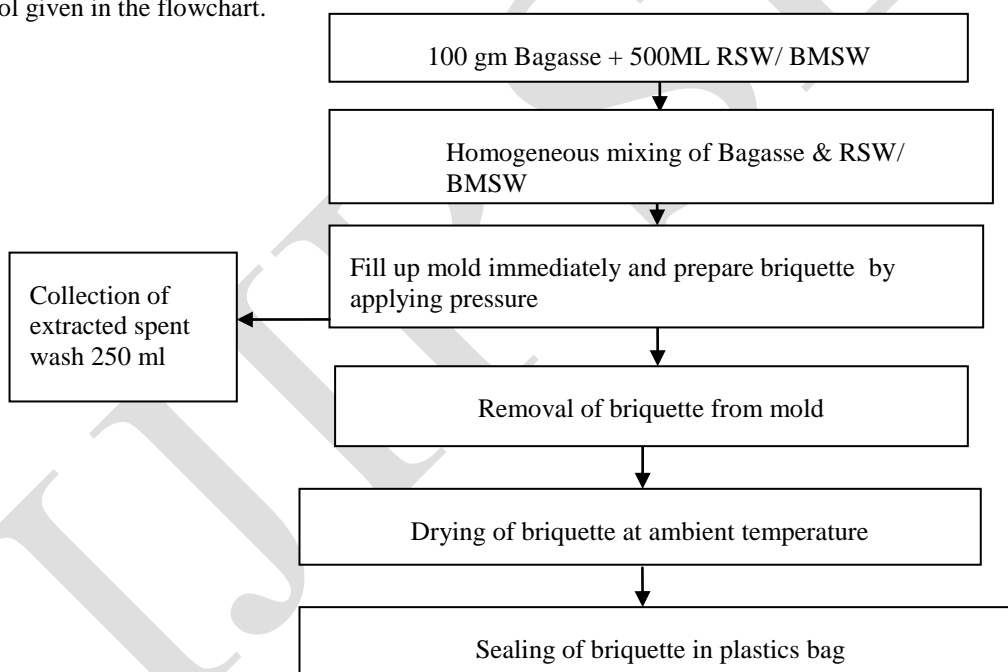 ol given in the flowchart.
100 gm Bagasse + 500ML RSW/ BMSW
Homogeneous mixing of Bagasse & RSW/
BMSW
Fill up mold immediately and prepare briquette by
applying pressure
Collection of
extracted spent
wash 250 ml
Removal of briquette from mold
Drying of briquette at ambient temperature
Sealing of briquette in plastics bag